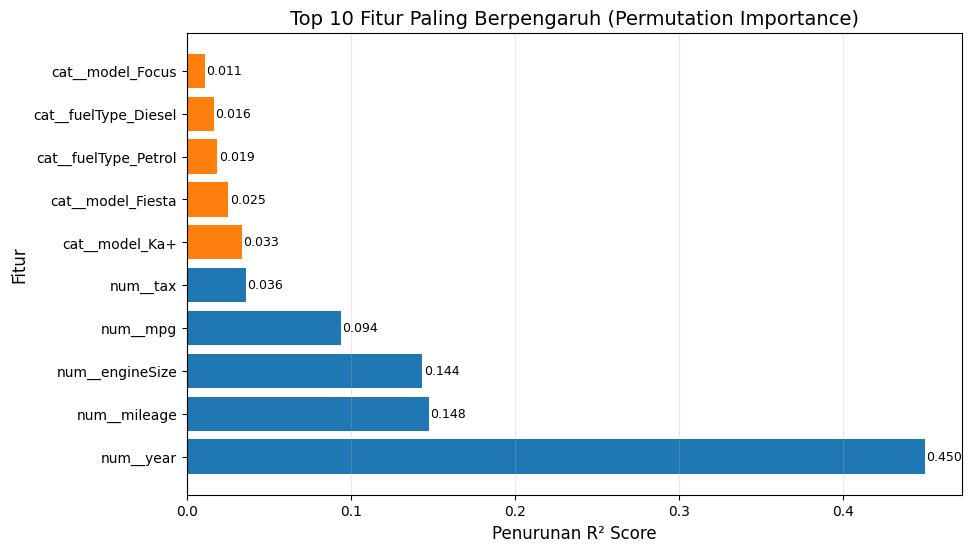 Top 10 Fitur Paling Berpengaruh (Permutation Importance)
cat__model_Focus 0.011
cat__fuelType_Diesel 0.016
cat__fuelType_Petrol 0.019
cat__model_Fiesta 0.025
cat__model_Ka+ 0.033
num__tax 0.036
num__mpg 0.094
num__engineSize 0.144
num__mileage 0.148
num__year 0.450
Fitur
0.0 0.1 0.2 0.3 0.4
Penurunan R² Score